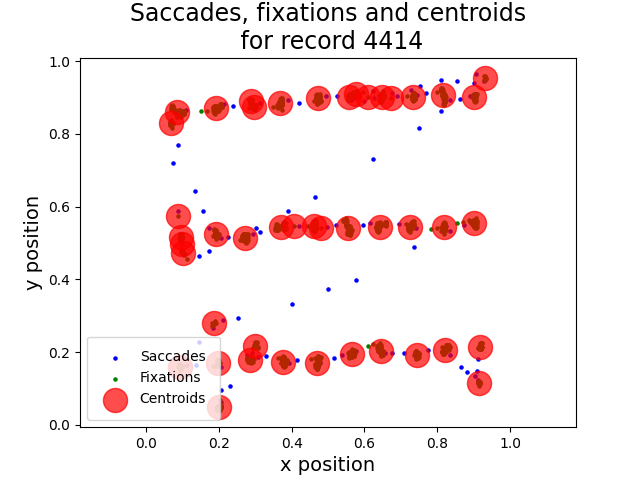 Saccades, fixations and centroids
for record 4414
1.0
0.8
0.6
0.4
0.2
0.0
y position
Saccades
Fixations
Centroids
0.0 0.2 0.4 0.6 0.8 1.0
x position